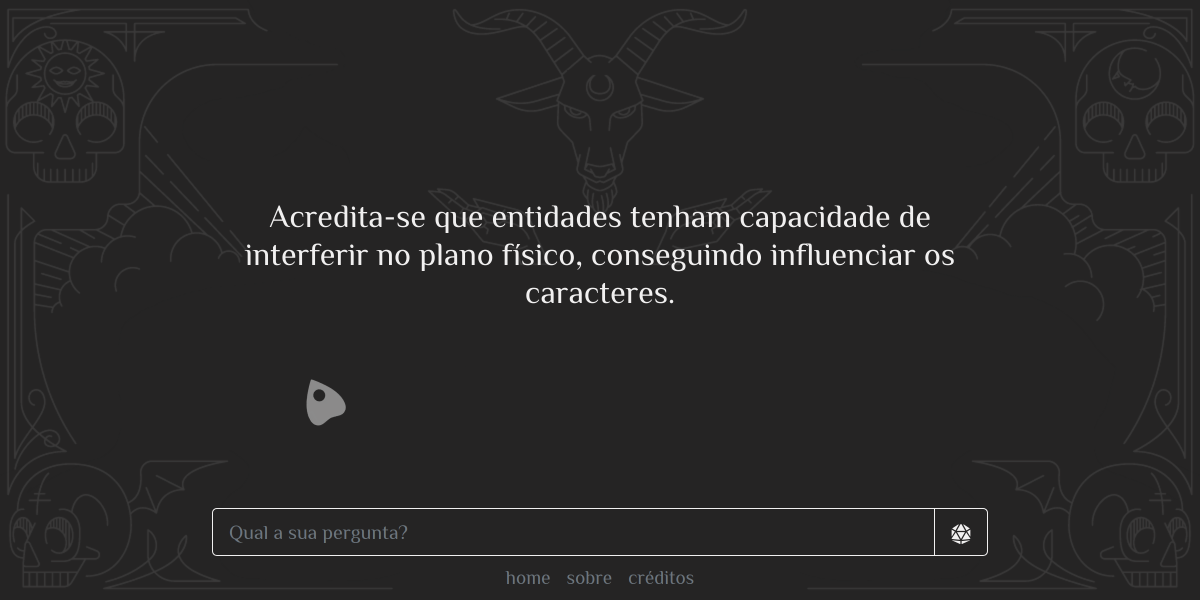 Acredita-se que entidades tenham capacidade de
interferir no plano físico, conseguindo influenciar os
caracteres.
Qual a sua pergunta?
home sobre créditos